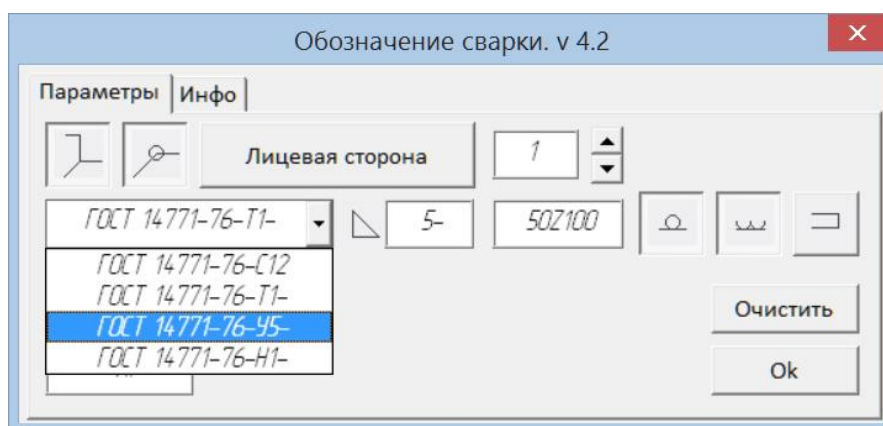 Обозначение сварки. v 4.2
Параметры Инфо
Лицевая сторона 1
ГОСТ 14771-76-Т1- 5- 50Z100
ГОСТ 14771-76-С12
ГОСТ 14771-76-Т1-
ГОСТ 14771-76-У5-
ГОСТ 14771-76-Н1-
Очистить
Ok